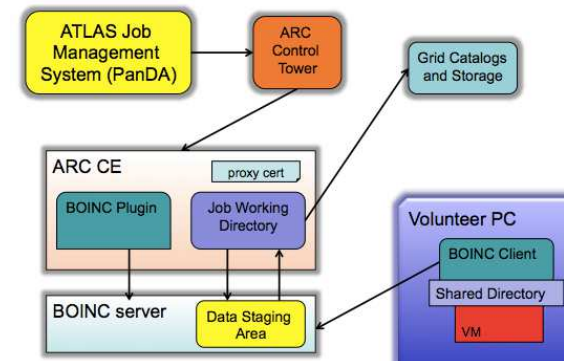 ATLAS Job
Management
System (PanDA)
ARC
Control
Tower
Grid Catalogs
and Storage
ARC CE
proxy cert
BOINC Plugin
Job Working
Directory
Volunteer PC
BOINC Client
Shared Directory
VM
BOINC server
Data Staging
Area